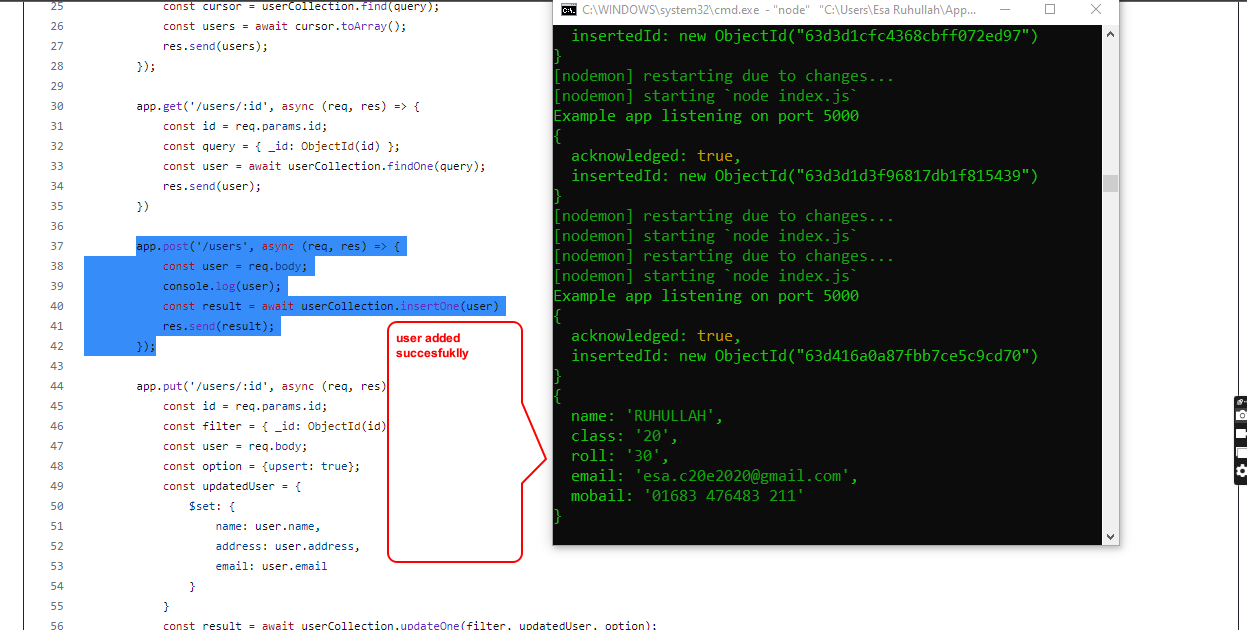 25 const cursor = userCollection.find(query);
26 const users = await cursor.toArray();
27 res.send(users);
28 });
29
30 app.get('/users/:id', async (req, res) => {
31 const id = req.params.id;
32 const query = { _id: ObjectId(id) };
33 const user = await userCollection.findOne(query);
34 res.send(user);
35 })
36
37 app.post('/users', async (req, res) => {
38 const user = req.body;
39 console.log(user);
40 const result = await userCollection.insertOne(user)
41 res.send(result);
42 });
43
44 app.put('/users/:id', async (req, res)
45 const id = req.params.id;
46 const filter = { _id: ObjectId(id)
47 const user = req.body;
48 const option = {upsert: true};
49 const updatedUser = {
50 $set: {
51 name: user.name,
52 address: user.address,
53 email: user.email
54 }
55 }
56 const result = await userCollection.updateOne(filter, updatedUser, option);
user added
succesfuklly
C:\WINDOWS\system32\cmd.exe - "node" "C:\Users\Esa Ruhullah\App...
insertedId: new ObjectId("63d3d1cfc4368cbff072ed97")
}
[nodemon] restarting due to changes...
[nodemon] starting `node index.js`
Example app listening on port 5000
{
acknowledged: true,
insertedId: new ObjectId("63d3d1d3f96817db1f815439")
}
[nodemon] restarting due to changes...
[nodemon] starting `node index.js`
[nodemon] restarting due to changes...
[nodemon] starting `node index.js`
Example app listening on port 5000
{
acknowledged: true,
insertedId: new ObjectId("63d416a0a87fbb7ce5c9cd70")
}
{
name: 'RUHULLAH',
class: '20',
roll: '30',
email: 'esa.c20e2020@gmail.com',
mobail: '01683 476483 211'
}